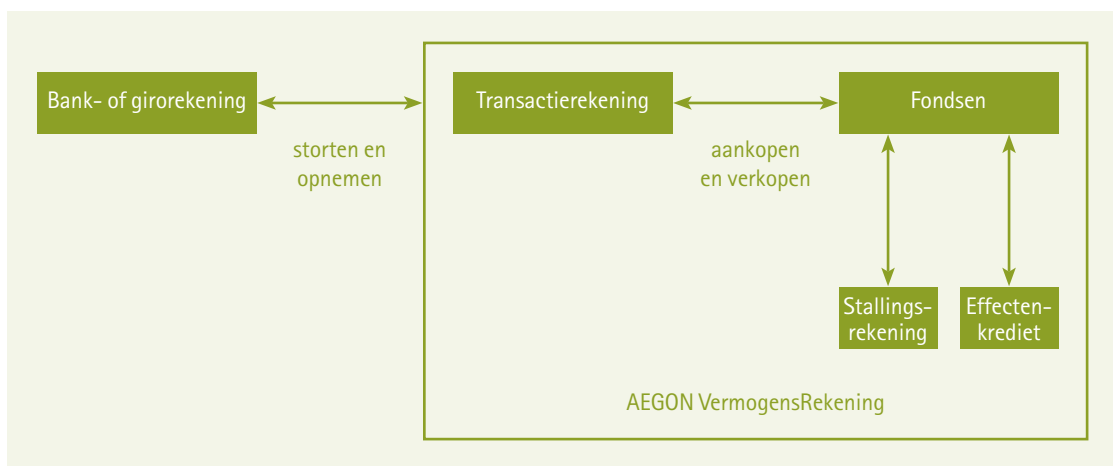 Bank- of girorekening
storten en
opnemen
Transactierekening
aankopen
en verkopen
Fondsen
Stallings-
rekening
Effecten-
krediet
AEGON VermogensRekening